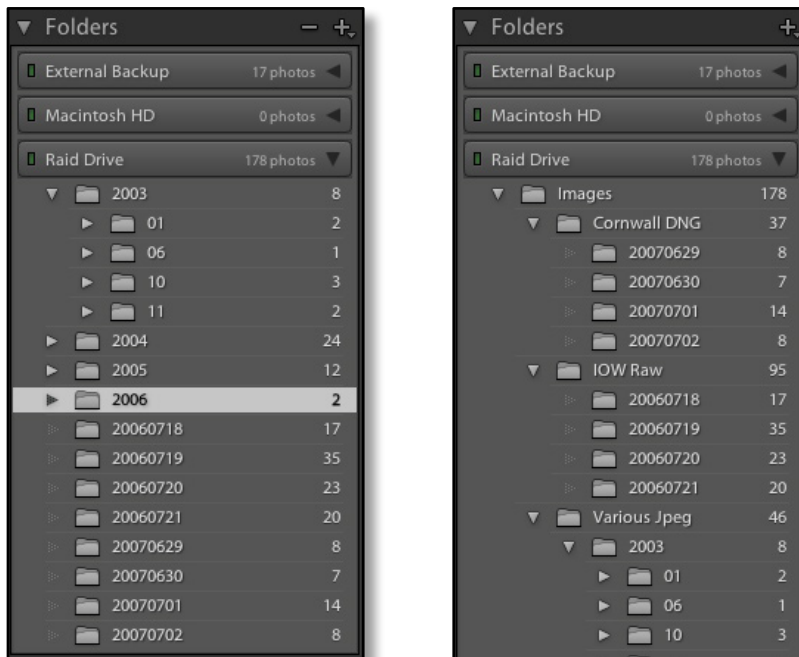 Folders
External Backup 17 photos
Macintosh HD 0 photos
Raid Drive 178 photos
2003 8
01 2
06 1
10 3
11 2
2004 24
2005 12
2006 2
20060718 17
20060719 35
20060720 23
20060721 20
20070629 8
20070630 7
20070701 14
20070702 8
Folders
External Backup 17 photos
Macintosh HD 0 photos
Raid Drive 178 photos
Images 178
Cornwall DNG 37
20070629 8
20070630 7
20070701 14
20070702 8
IOW Raw 95
20060718 17
20060719 35
20060720 23
20060721 20
Various Jpeg 46
2003 8
01 2
06 1
10 3